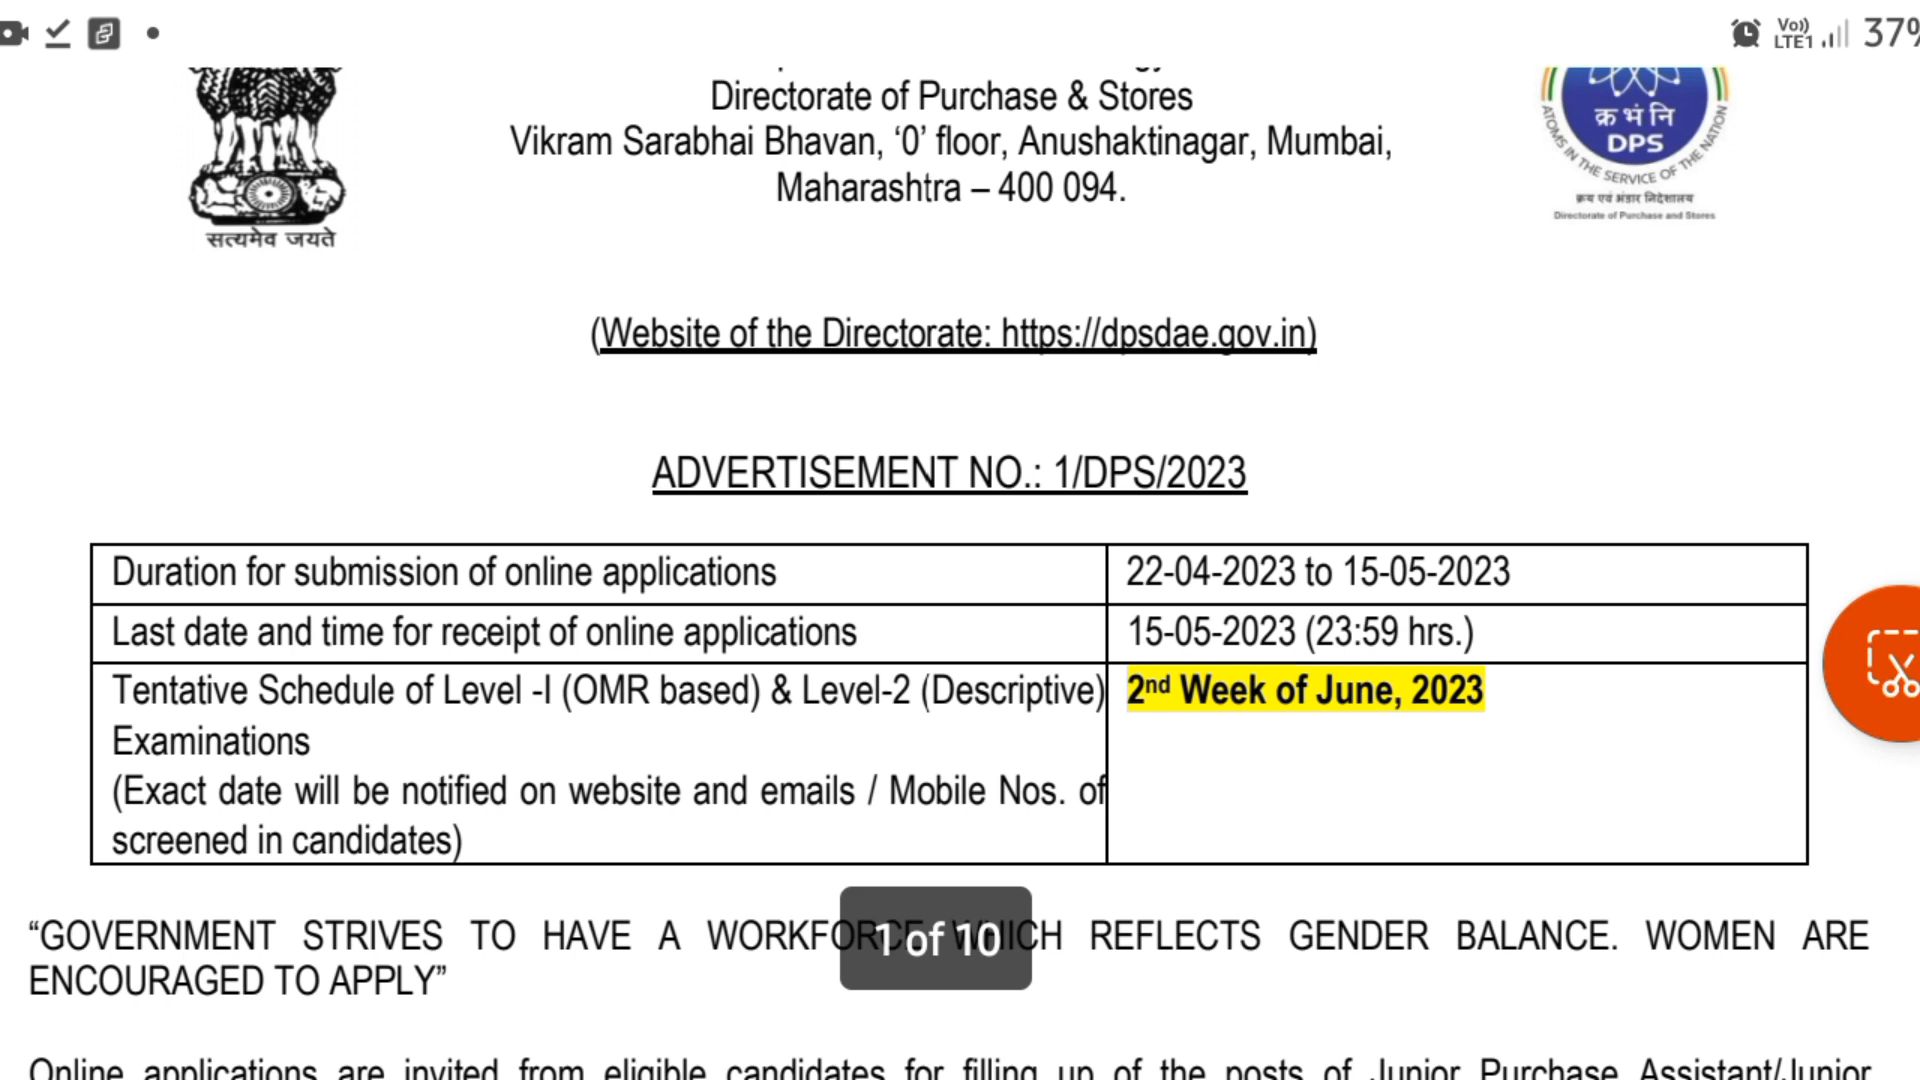 Vo)) LTE1 37%
Directorate of Purchase & Stores
Vikram Sarabhai Bhavan, ‘0’ floor, Anushaktinagar, Mumbai,
Maharashtra – 400 094.
सत्यमेव जयते
क्र भं नि
DPS
ATOMS IN THE SERVICE OF THE NATION
क्रय एवं भंडार निदेशालय
Directorate of Purchase and Stores
(Website of the Directorate: https://dpsdae.gov.in)
ADVERTISEMENT NO.: 1/DPS/2023
Duration for submission of online applications 22-04-2023 to 15-05-2023
Last date and time for receipt of online applications 15-05-2023 (23:59 hrs.)
Tentative Schedule of Level -I (OMR based) & Level-2 (Descriptive) 2nd Week of June, 2023
Examinations
(Exact date will be notified on website and emails / Mobile Nos. of
screened in candidates)
“GOVERNMENT STRIVES TO HAVE A WORKFORCE WHICH REFLECTS GENDER BALANCE. WOMEN ARE
1 of 10
ENCOURAGED TO APPLY”
Online applications are invited from eligible candidates for filling up of the posts of Junior Purchase Assistant/Junior